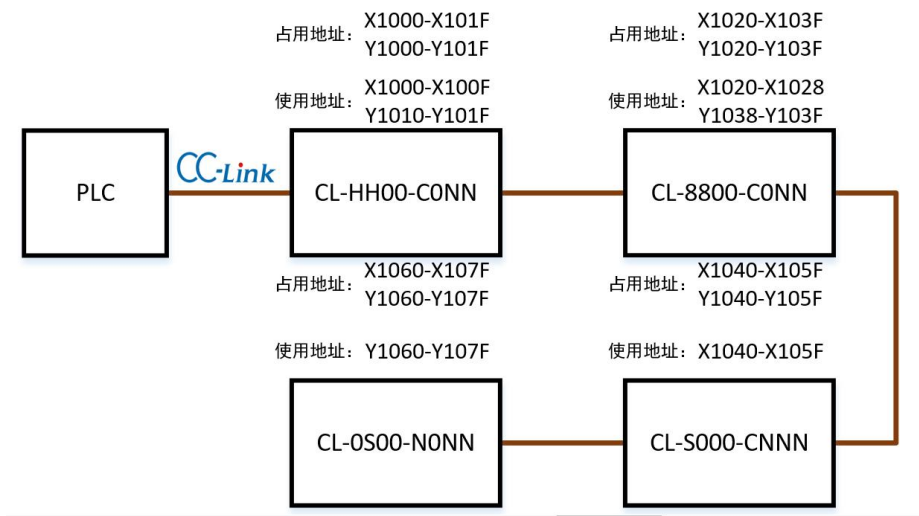 占用地址： X1000-X101F
Y1000-Y101F
使用地址： X1000-X100F
Y1010-Y101F
占用地址： X1020-X103F
Y1020-Y103F
使用地址： X1020-X1028
Y1038-Y103F
PLC
CC-Link
CL-HH00-C0NN
CL-8800-C0NN
占用地址： X1060-X107F
Y1060-Y107F
使用地址： Y1060-Y107F
占用地址： X1040-X105F
Y1040-Y105F
使用地址： X1040-X105F
CL-0S00-N0NN
CL-S000-CNNN